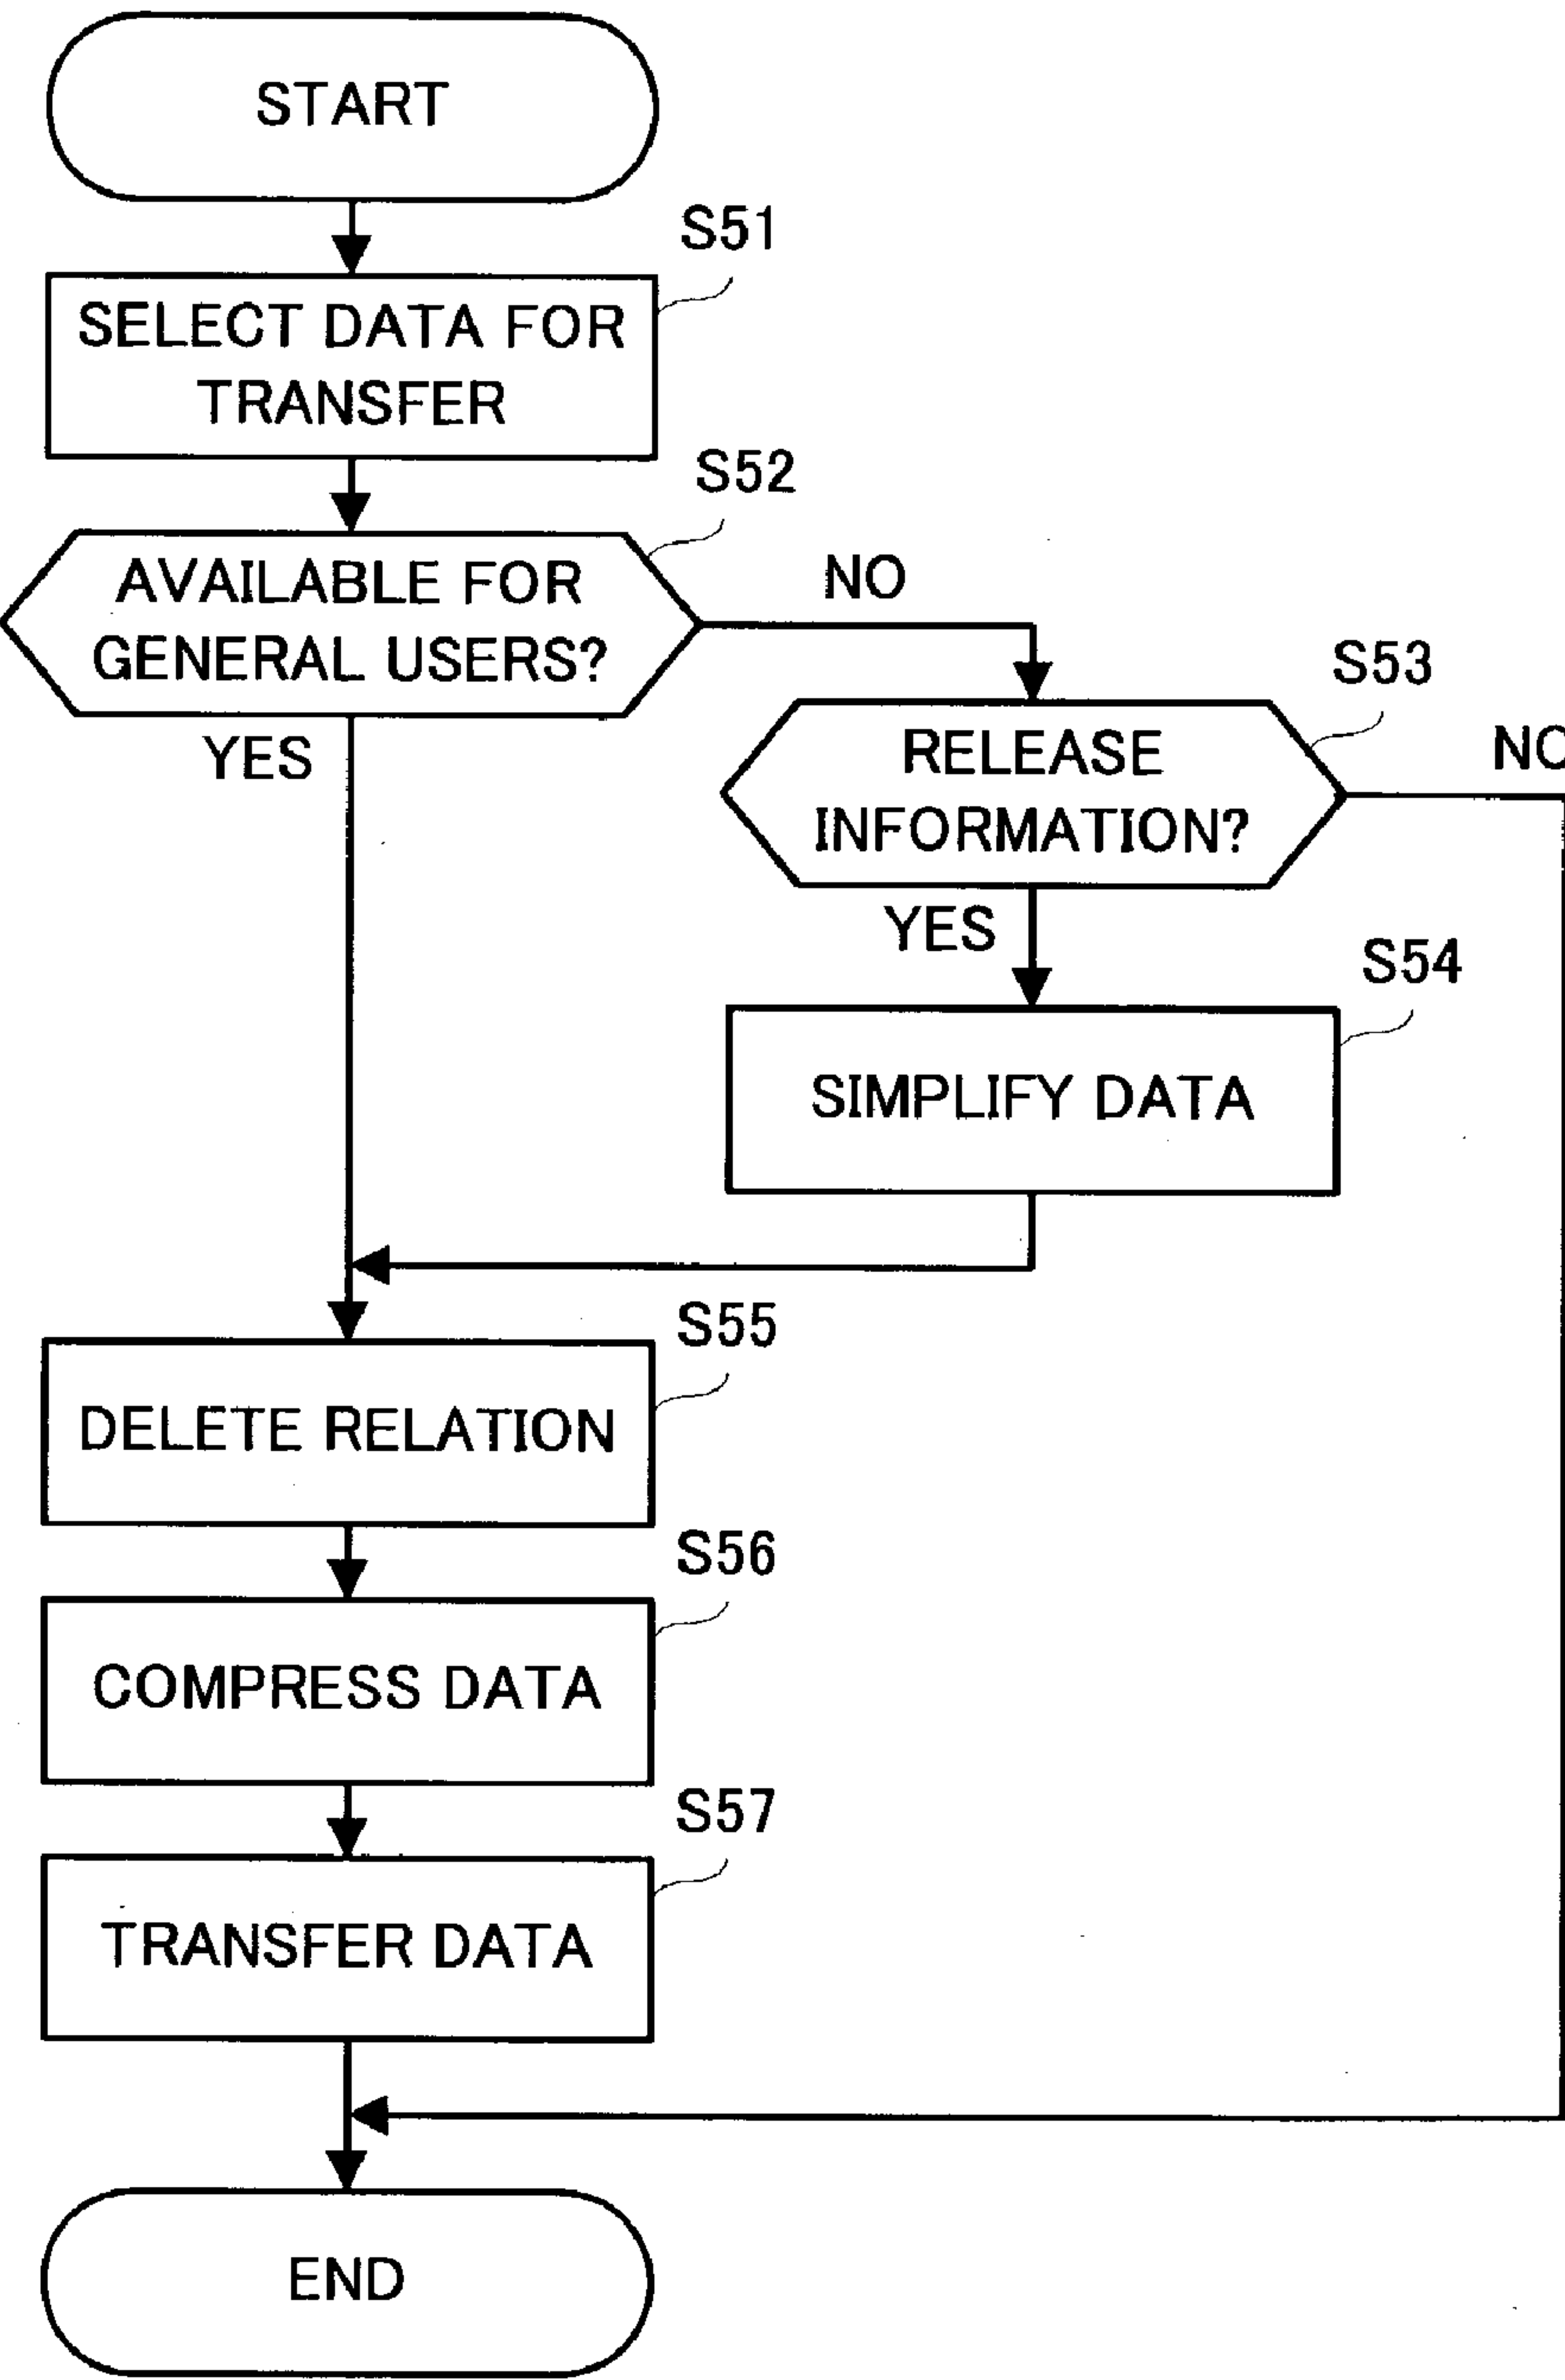 START
S51
SELECT DATA FOR
TRANSFER
S52
AVAILABLE FOR
GENERAL USERS?
NO
YES
S53
RELEASE
INFORMATION?
NO
YES
S54
SIMPLIFY DATA
S55
DELETE RELATION
S56
COMPRESS DATA
S57
TRANSFER DATA
END